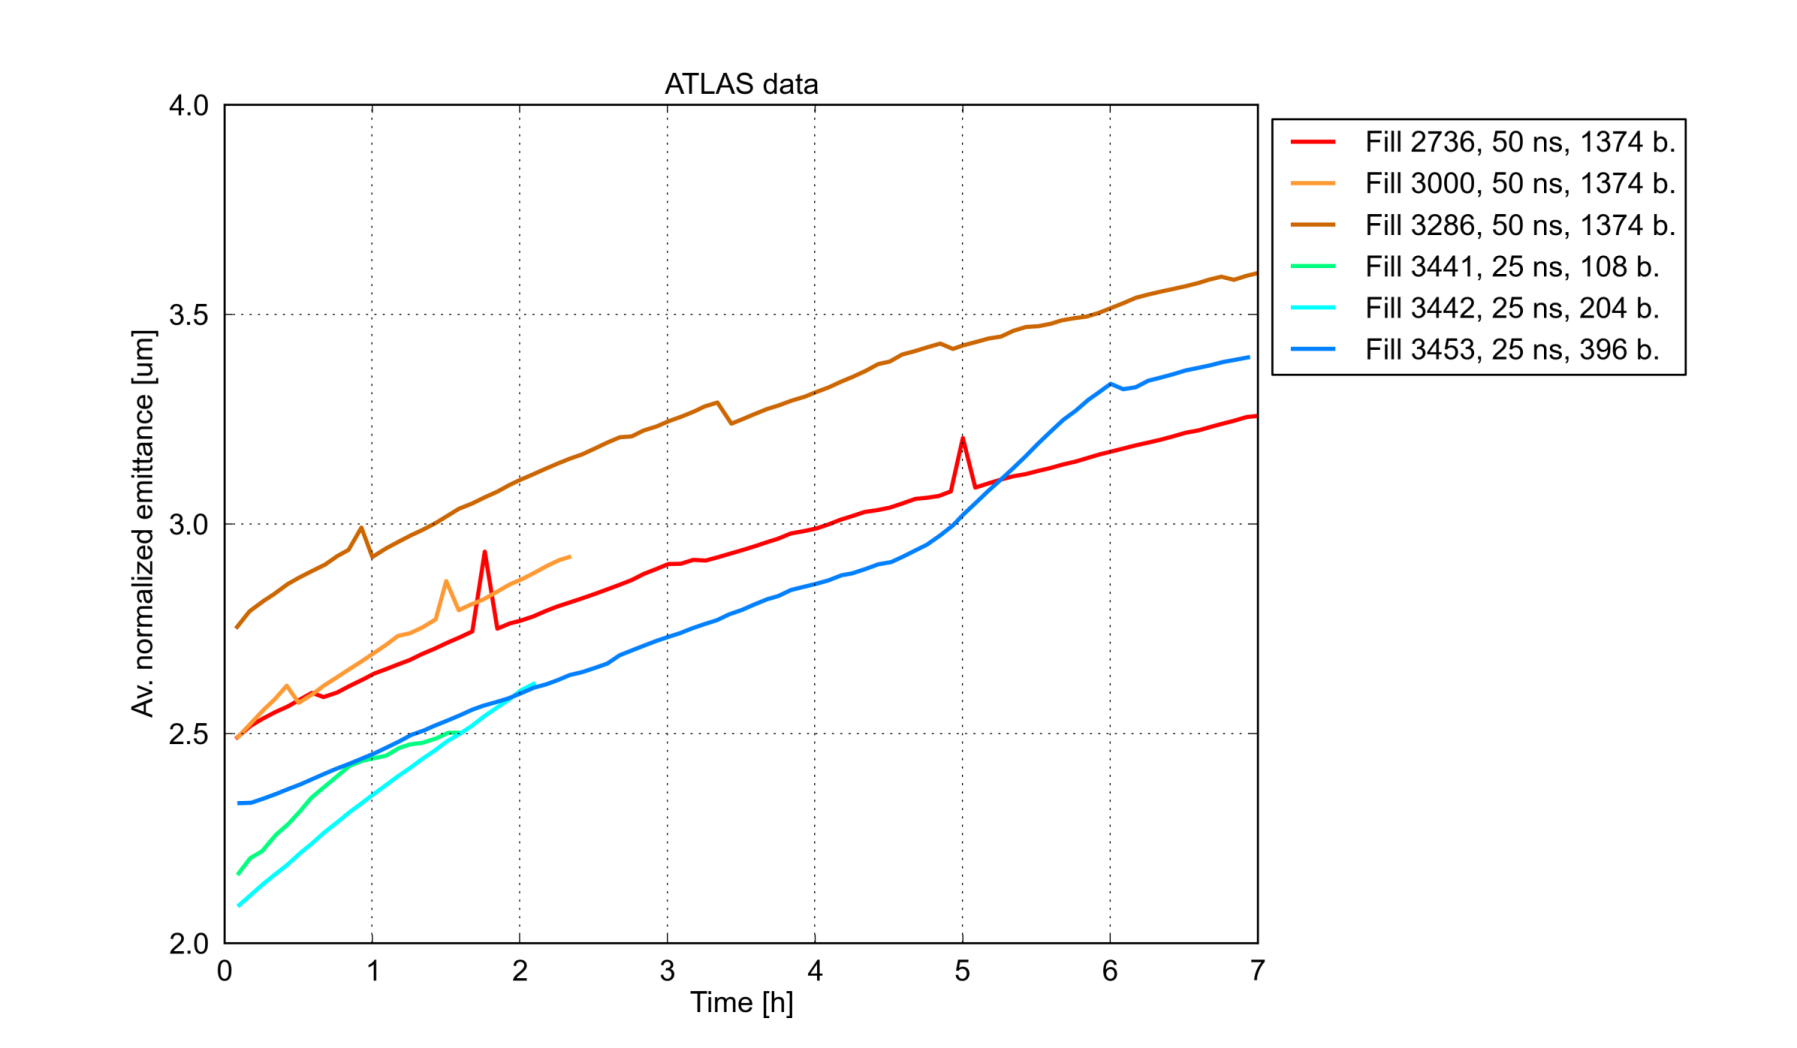 ATLAS data
4.0
3.5
3.0
2.5
2.0
Av. normalized emittance [um]
0 1 2 3 4 5 6 7
Time [h]
Fill 2736, 50 ns, 1374 b.
Fill 3000, 50 ns, 1374 b.
Fill 3286, 50 ns, 1374 b.
Fill 3441, 25 ns, 108 b.
Fill 3442, 25 ns, 204 b.
Fill 3453, 25 ns, 396 b.